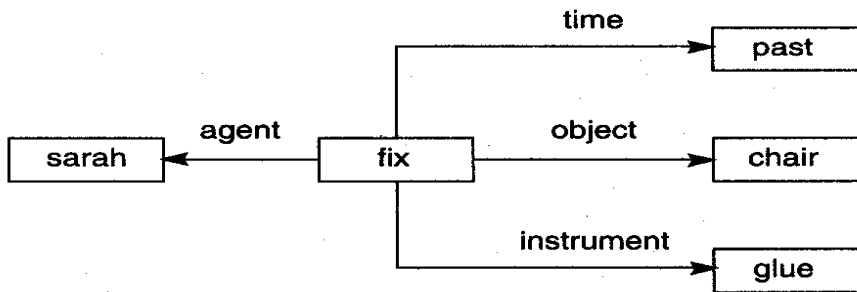 time
past
agent
object
sarah
fix
chair
instrument
glue